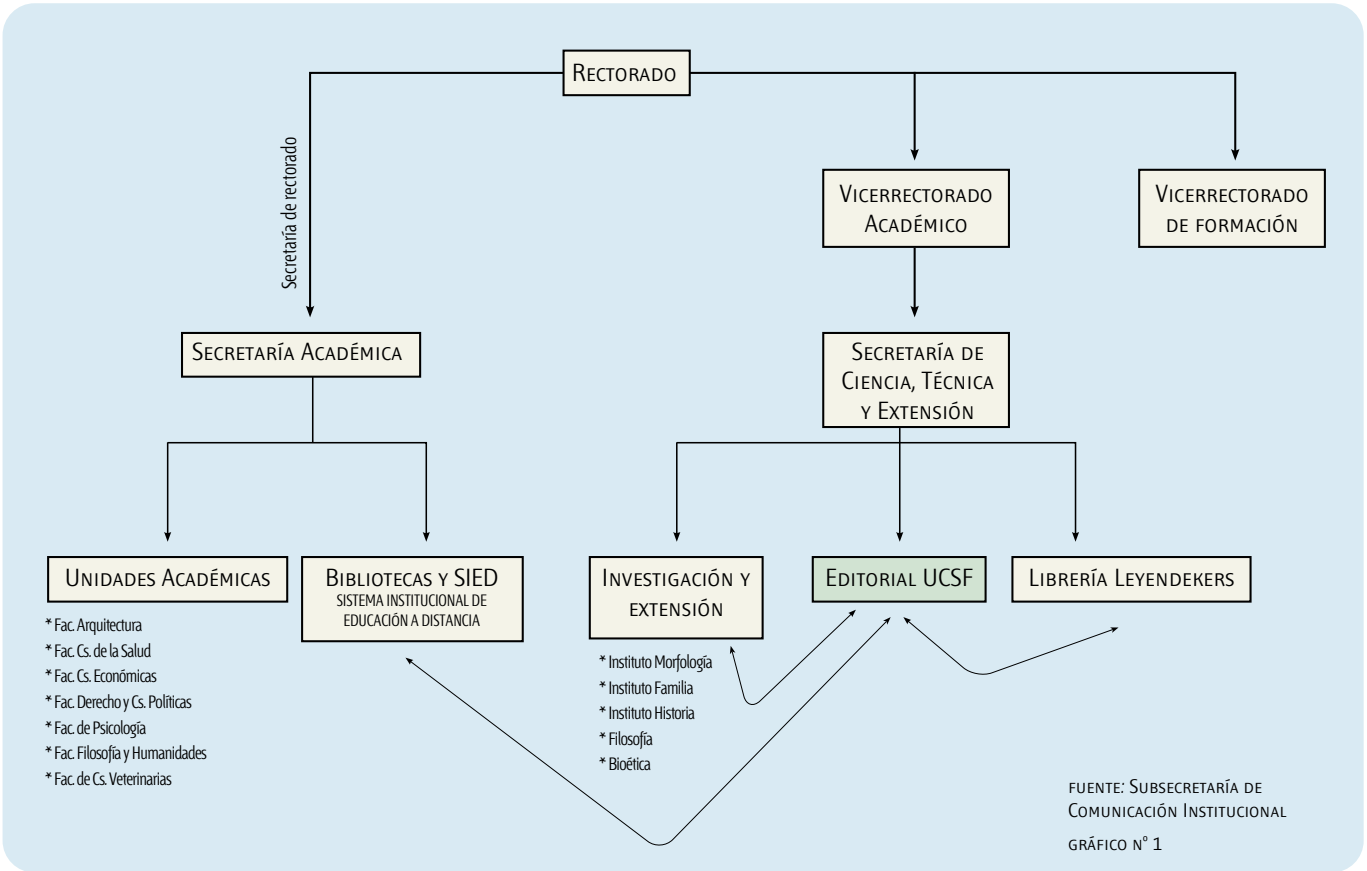 Rectorado
Secretaría de rectorado
Vicerrectorado
Académico
Vicerrectorado
de formación
Secretaría Académica
Secretaría de
Ciencia, Técnica
y Extensión
Unidades Académicas
* Fac. Arquitectura
* Fac. Cs. de la Salud
* Fac. Cs. Económicas
* Fac. Derecho y Cs. Políticas
* Fac. de Psicología
* Fac. Filosofía y Humanidades
* Fac. de Cs. Veterinarias
Bibliotecas y SIED
SISTEMA INSTITUCIONAL DE
EDUCACIÓN A DISTANCIA
Investigación y
extensión
* Instituto Morfología
* Instituto Familia
* Instituto Historia
* Filosofía
* Bioética
Editorial UCSF
Librería Leyendekers
fuente: Subsecretaría de
Comunicación Institucional
gráfico n° 1